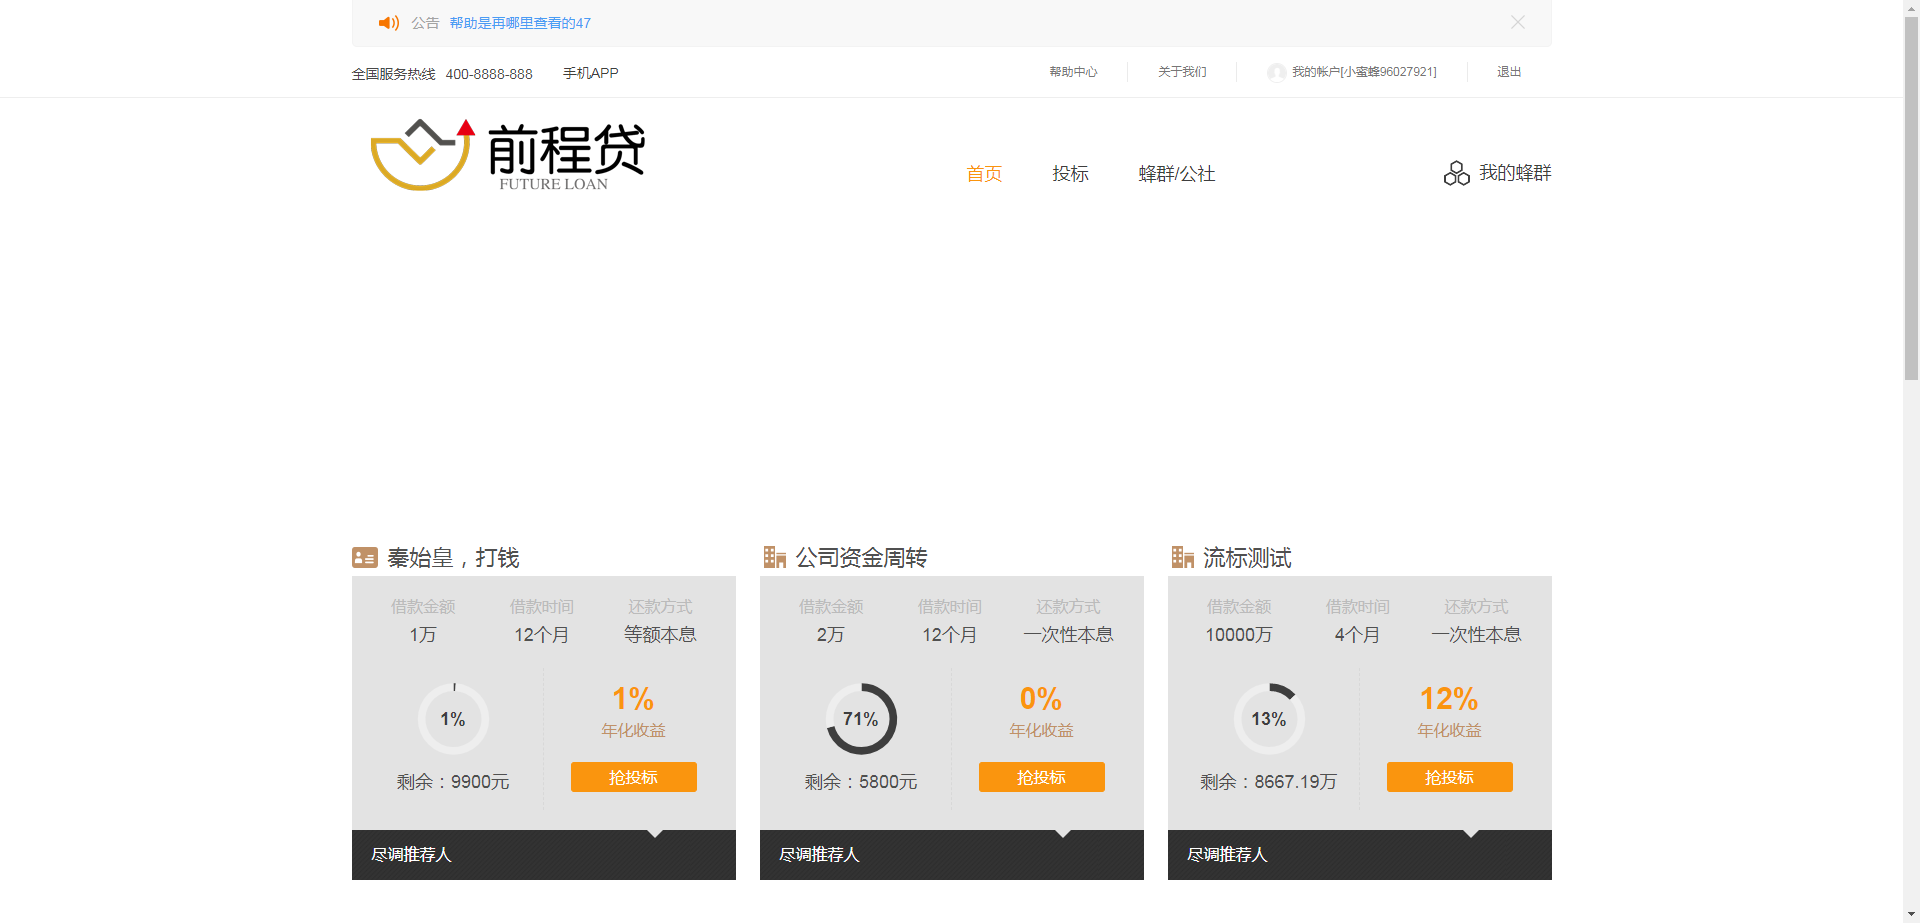 公告 帮助是再哪里查看的47
全国服务热线 400-8888-888 手机APP
帮助中心 关于我们 我的帐户[小蜜蜂96027921] 退出
前程贷
FUTURE LOAN
首页 投标 蜂群/公社 我的蜂群
秦始皇，打钱
借款金额 借款时间 还款方式
1万 12个月 等额本息
1%
剩余：9900元
1%
年化收益
抢投标
尽调推荐人
公司资金周转
借款金额 借款时间 还款方式
2万 12个月 一次性本息
71%
剩余：5800元
0%
年化收益
抢投标
尽调推荐人
流标测试
借款金额 借款时间 还款方式
10000万 4个月 一次性本息
13%
剩余：8667.19万
12%
年化收益
抢投标
尽调推荐人